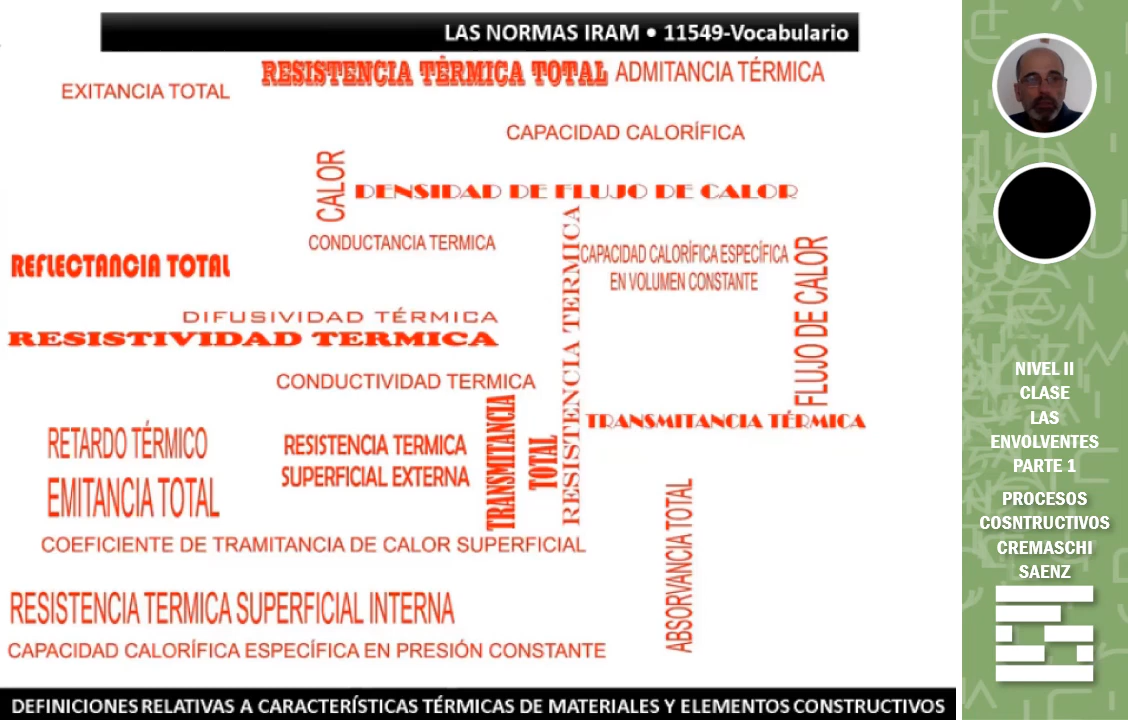 LAS NORMAS IRAM • 11549-Vocabulario
EXITANCIA TOTAL
RESISTENCIA TÉRMICA TOTAL
ADMITANCIA TÉRMICA
CAPACIDAD CALORÍFICA
CALOR
DENSIDAD DE FLUJO DE CALOR
CONDUCTANCIA TERMICA
RESISTENCIA TERMICA
CAPACIDAD CALORÍFICA ESPECÍFICA
EN VOLUMEN CONSTANTE
FLUJO DE CALOR
REFLECTANCIA TOTAL
DIFUSIVIDAD TÉRMICA
RESISTIVIDAD TERMICA
CONDUCTIVIDAD TERMICA
TRANSMITANCIA
TOTAL
TRANSMITANCIA TÉRMICA
RETARDO TÉRMICO
RESISTENCIA TERMICA
SUPERFICIAL EXTERNA
EMITANCIA TOTAL
ABSORVANCIA TOTAL
COEFICIENTE DE TRAMITANCIA DE CALOR SUPERFICIAL
RESISTENCIA TERMICA SUPERFICIAL INTERNA
CAPACIDAD CALORÍFICA ESPECÍFICA EN PRESIÓN CONSTANTE
DEFINICIONES RELATIVAS A CARACTERÍSTICAS TÉRMICAS DE MATERIALES Y ELEMENTOS CONSTRUCTIVOS
NIVEL II
CLASE
LAS
ENVOLVENTES
PARTE 1
PROCESOS
COSNTRUCTIVOS
CREMASCHI
SAENZ